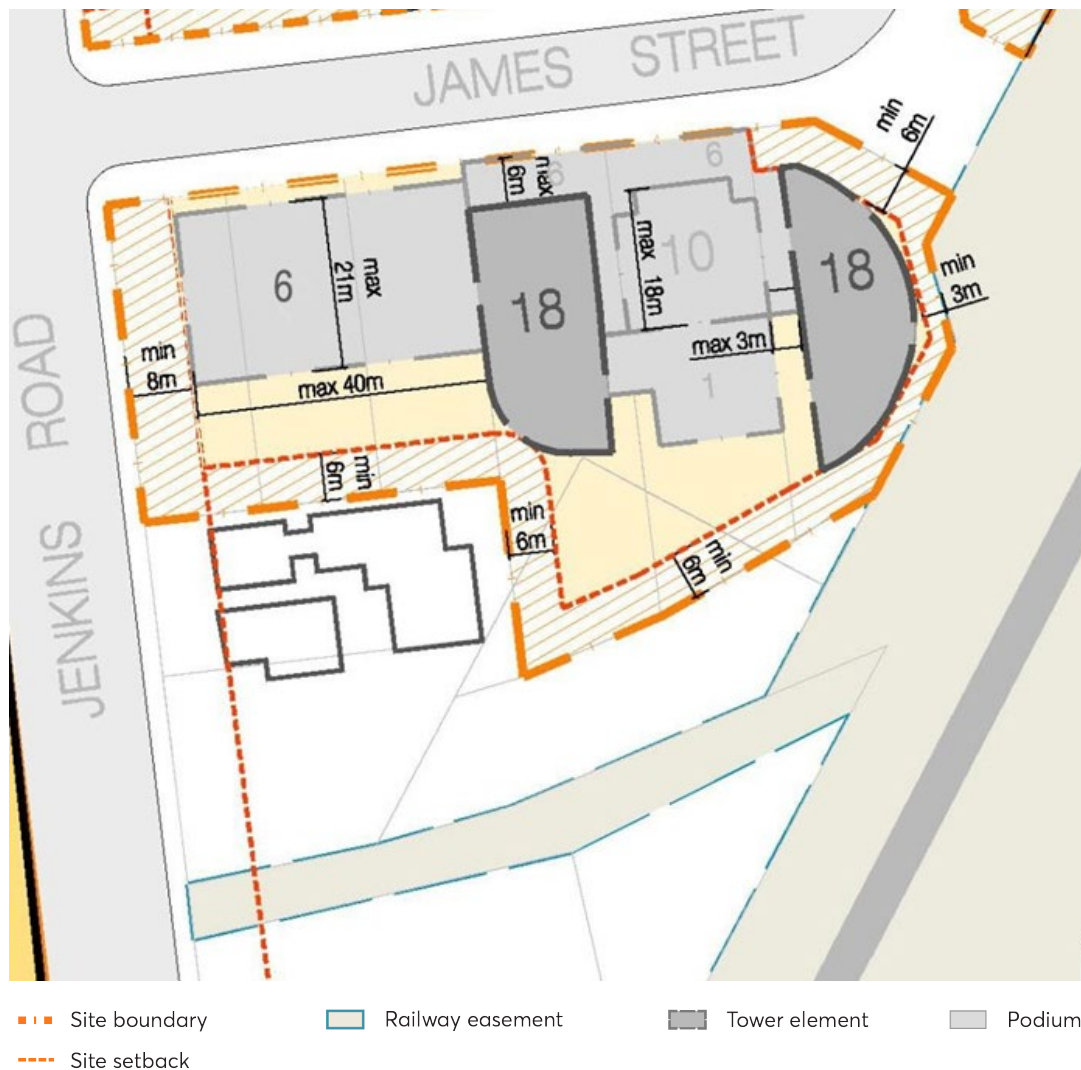 JAMES STREET
min
6m
6
max
6m
6
max
21m
6
max
18m
10
18
min
3m
18
min
8m
max 3m
max 40m
1
ROAD
min
6m
min
6m
min
6m
JENKINS
Site boundary
Railway easement
Tower element
Podium
Site setback